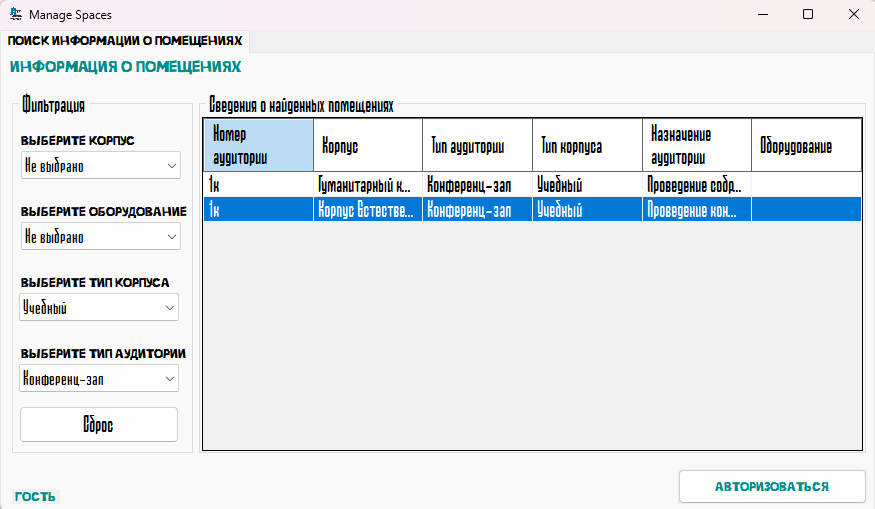 Manage Spaces
ПОИСК ИНФОРМАЦИИ О ПОМЕЩЕНИЯХ
ИНФОРМАЦИЯ О ПОМЕЩЕНИЯХ
Фильтрация
ВЫБЕРИТЕ КОРПУС
Не выбрано
ВЫБЕРИТЕ ОБОРУДОВАНИЕ
Не выбрано
ВЫБЕРИТЕ ТИП КОРПУСА
Учебный
ВЫБЕРИТЕ ТИП АУДИТОРИИ
Конференц-зал
Сброс
Сведения о найденных помещениях
Номер аудитории Корпус Тип аудитории Тип корпуса Назначение аудитории Оборудование
1к Гуманитарный к... Конференц-зал Учебный Проведение собр...
1к Корпус Естестве... Конференц-зал Учебный Проведение кон...
ГОСТЬ
АВТОРИЗОВАТЬСЯ